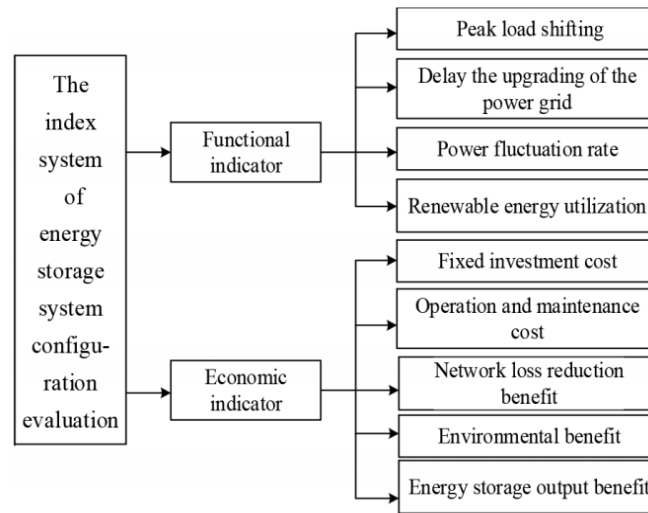 The
index
system
of
energy
storage
system
configu-
ration
evaluation
Functional
indicator
Peak load shifting
Delay the upgrading of the
power grid
Power fluctuation rate
Renewable energy utilization
Economic
indicator
Fixed investment cost
Operation and maintenance
cost
Network loss reduction
benefit
Environmental benefit
Energy storage output benefit